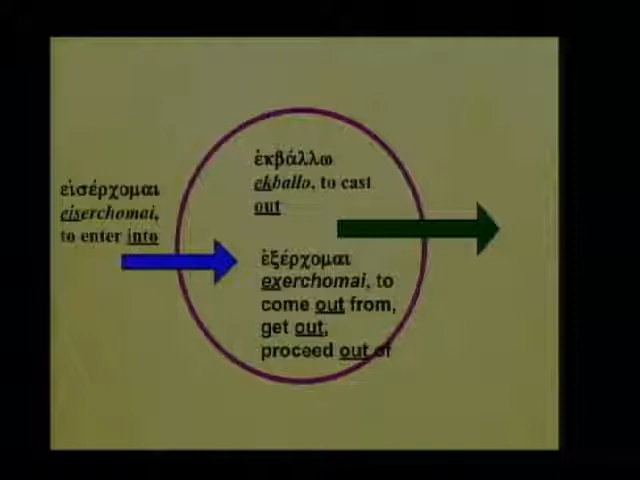 εἰσέρχομαι
eiserchomai,
to enter into
ἐκβάλλω
ekballo, to cast
out
ἐξέρχομαι
exerchomai, to
come out from,
get out,
proceed out of